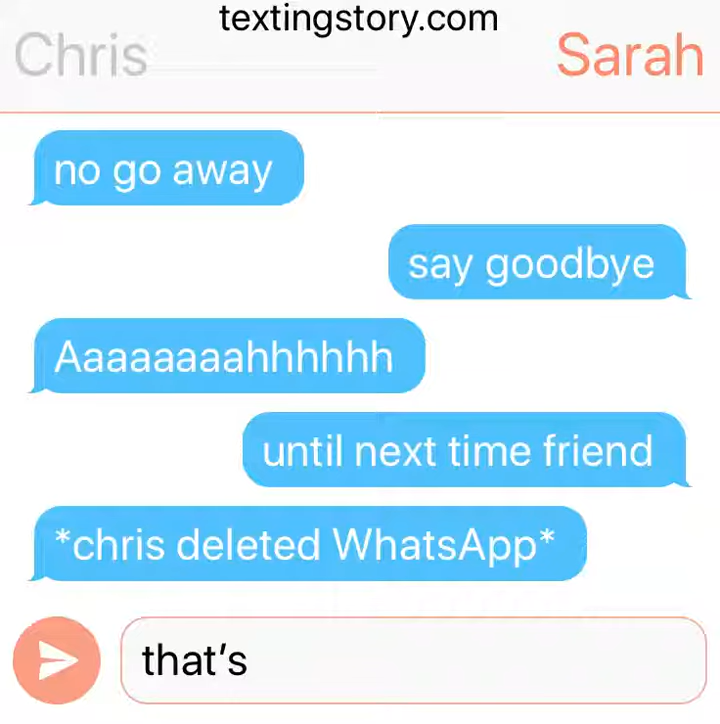 textingstory.com
Chris Sarah
no go away
say goodbye
Aaaaaaaahhhhhh
until next time friend
*chris deleted WhatsApp*
that’s